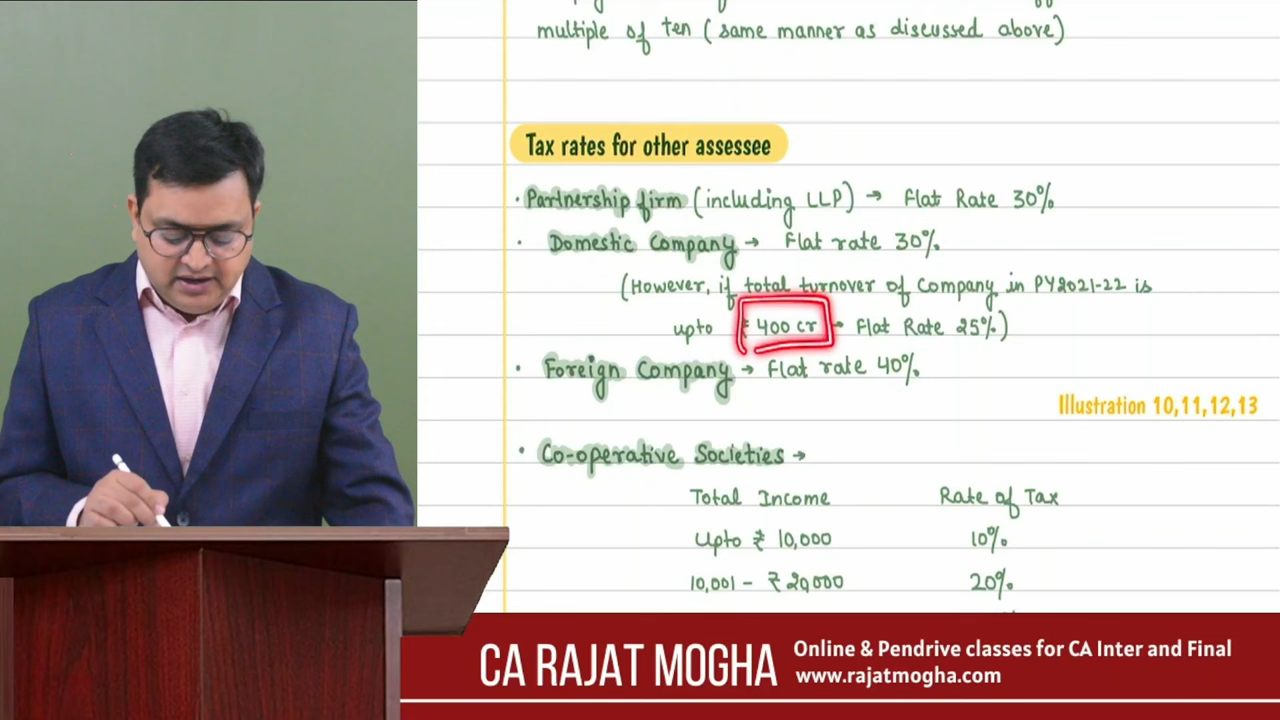 multiple of ten (same manner as discussed above)
Tax rates for other assessee
• Partnership firm (including LLP) → Flat Rate 30%
• Domestic Company → Flat rate 30%
(However, if total turnover of Company in PY2021-22 is
upto ₹ 400 cr → Flat Rate 25%)
• Foreign Company → Flat rate 40%
Illustration 10,11,12,13
• Co-operative Societies →
Total Income Rate of Tax
Upto ₹ 10,000 10%
10,001 - ₹ 20,000 20%
CA RAJAT MOGHA
Online & Pendrive classes for CA Inter and Final
www.rajatmogha.com